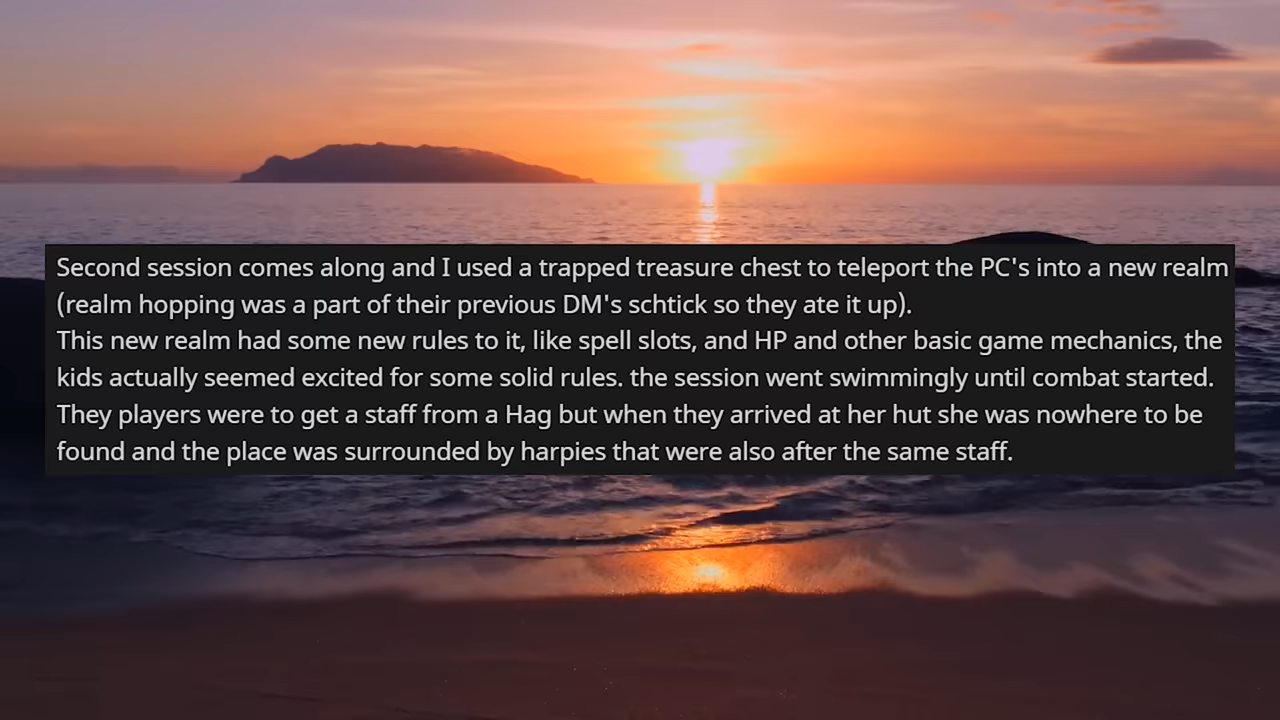 Second session comes along and I used a trapped treasure chest to teleport the PC's into a new realm
(realm hopping was a part of their previous DM's schtick so they ate it up).
This new realm had some new rules to it, like spell slots, and HP and other basic game mechanics, the
kids actually seemed excited for some solid rules. the session went swimmingly until combat started.
They players were to get a staff from a Hag but when they arrived at her hut she was nowhere to be
found and the place was surrounded by harpies that were also after the same staff.